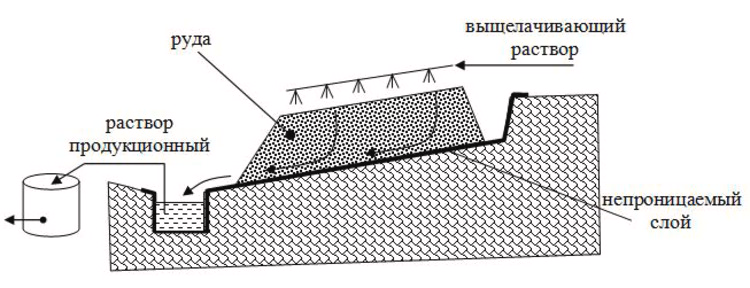 выщелачивающий
раствор
руда
раствор
продукционный
непроницаемый
слой